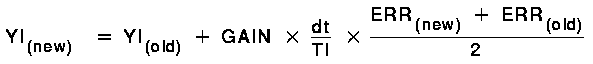 YI(new) = YI(old) + GAIN × dt/TI × ERR(new) + ERR(old)/2